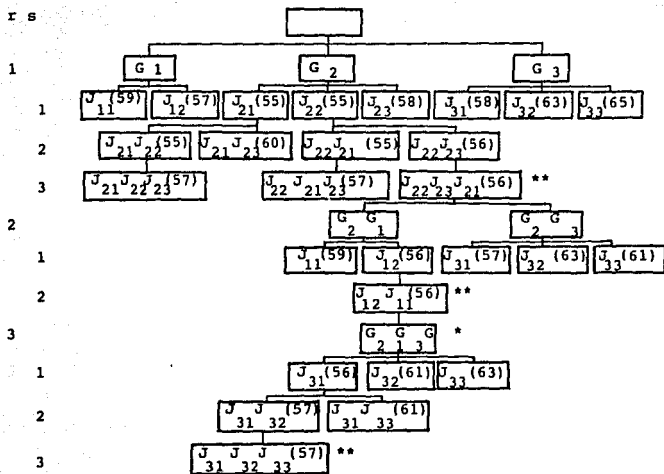 r s
1 G 1 G 2 G 3
1 J11(59) J12(57) J21(55) J22(55) J23(58) J31(58) J32(63) J33(65)
2 J21J22(55) J21J23(60) J22J21(55) J22J23(56)
3 J21J22J23(57) J22J21J23(57) J22J23J21(56) **
2 G2G1 G2G3
1 J11(59) J12(56) J31(57) J32(63) J33(61)
2 J12J11(56) **
3 G2G1G3 *
1 J31(56) J32(61) J33(63)
2 J31J32(57) J31J33(61)
3 J31J32J33(57) **